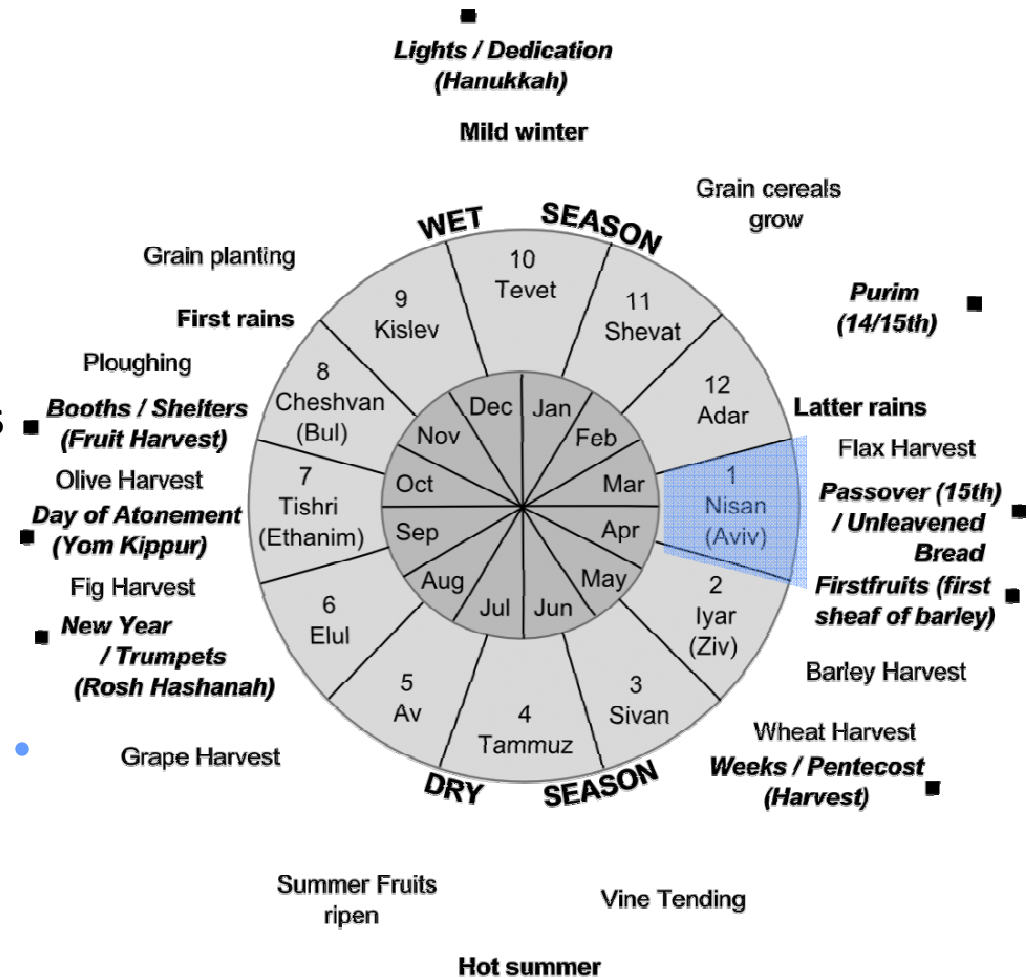 Lights / Dedication
(Hanukkah)
Mild winter
Grain cereals
grow
WET SEASON
Grain planting
10
Tevet
11
Shevat
9
Kislev
Purim
(14/15th)
First rains
Ploughing
8
Cheshvan
(Bul)
12
Adar
Latter rains
Booths / Shelters
(Fruit Harvest)
Flax Harvest
Olive Harvest
7
Tishri
(Ethanim)
1
Nisan
(Aviv)
Passover (15th)
/ Unleavened
Bread
Day of Atonement
(Yom Kippur)
Fig Harvest
Firstfruits (first
sheaf of barley)
6
Elul
2
Iyar
(Ziv)
New Year
/ Trumpets
(Rosh Hashanah)
Barley Harvest
5
Av
4
Tammuz
3
Sivan
Wheat Harvest
Grape Harvest
Weeks / Pentecost
(Harvest)
DRY SEASON
Dec
Jan
Feb
Mar
Apr
May
Jun
Jul
Aug
Sep
Oct
Nov
Summer Fruits
ripen
Vine Tending
Hot summer